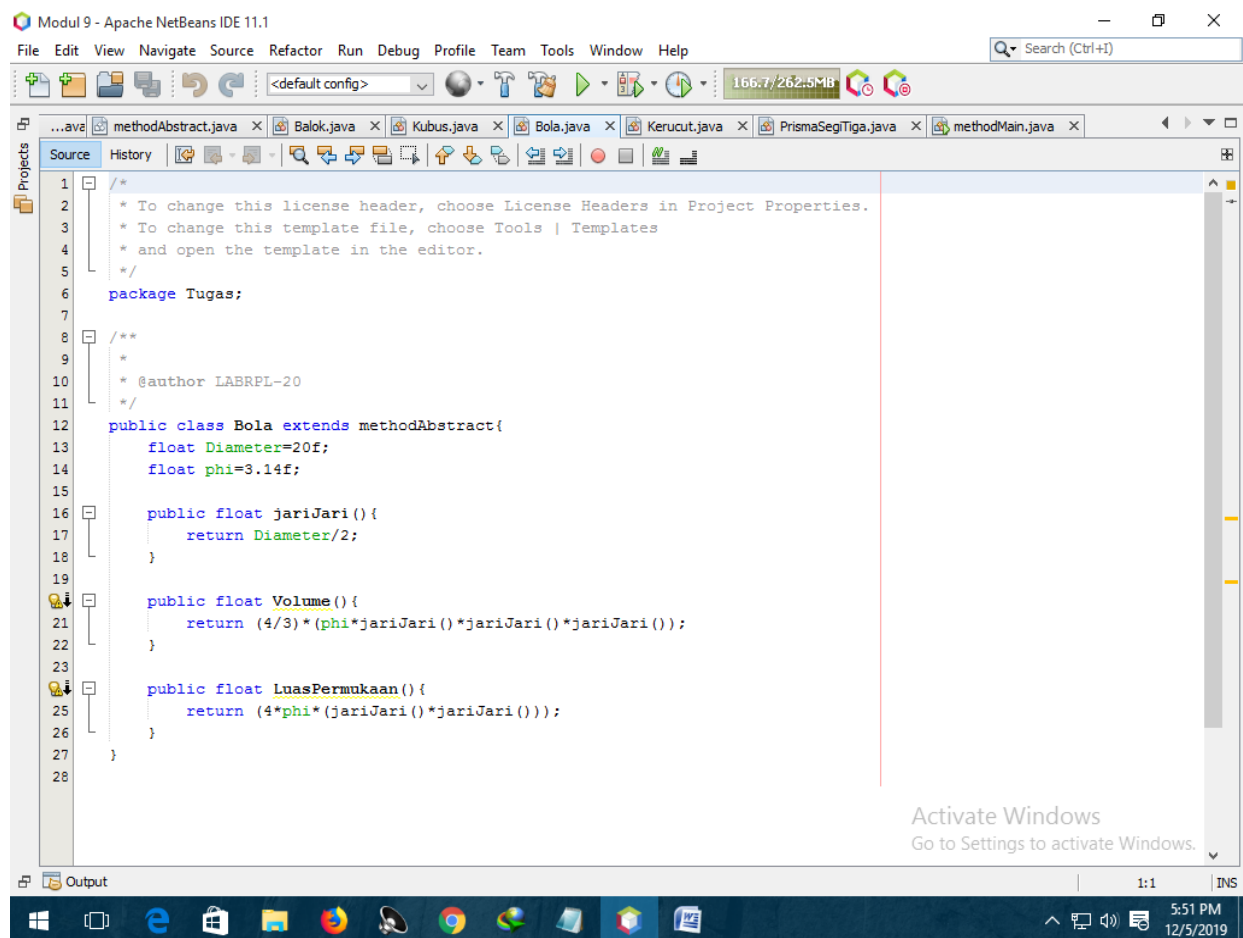 Modul 9 - Apache NetBeans IDE 11.1
File Edit View Navigate Source Refactor Run Debug Profile Team Tools Window Help
Search (Ctrl+I)
<default config>
166.7/262.5MB
...ava methodAbstract.java Balok.java Kubus.java Bola.java Kerucut.java PrismaSegiTiga.java methodMain.java
Projects
Source History
1 /*
2 * To change this license header, choose License Headers in Project Properties.
3 * To change this template file, choose Tools | Templates
4 * and open the template in the editor.
5 */
6 package Tugas;
7
8 /**
9 *
10 * @author LABRPL-20
11 */
12 public class Bola extends methodAbstract{
13 float Diameter=20f;
14 float phi=3.14f;
15
16 public float jariJari(){
17 return Diameter/2;
18 }
19
public float Volume(){
21 return (4/3)*(phi*jariJari()*jariJari()*jariJari());
22 }
23
public float LuasPermukaan(){
25 return (4*phi*(jariJari()*jariJari()));
26 }
27 }
28
Activate Windows
Go to Settings to activate Windows.
Output
1:1 INS
5:51 PM
12/5/2019